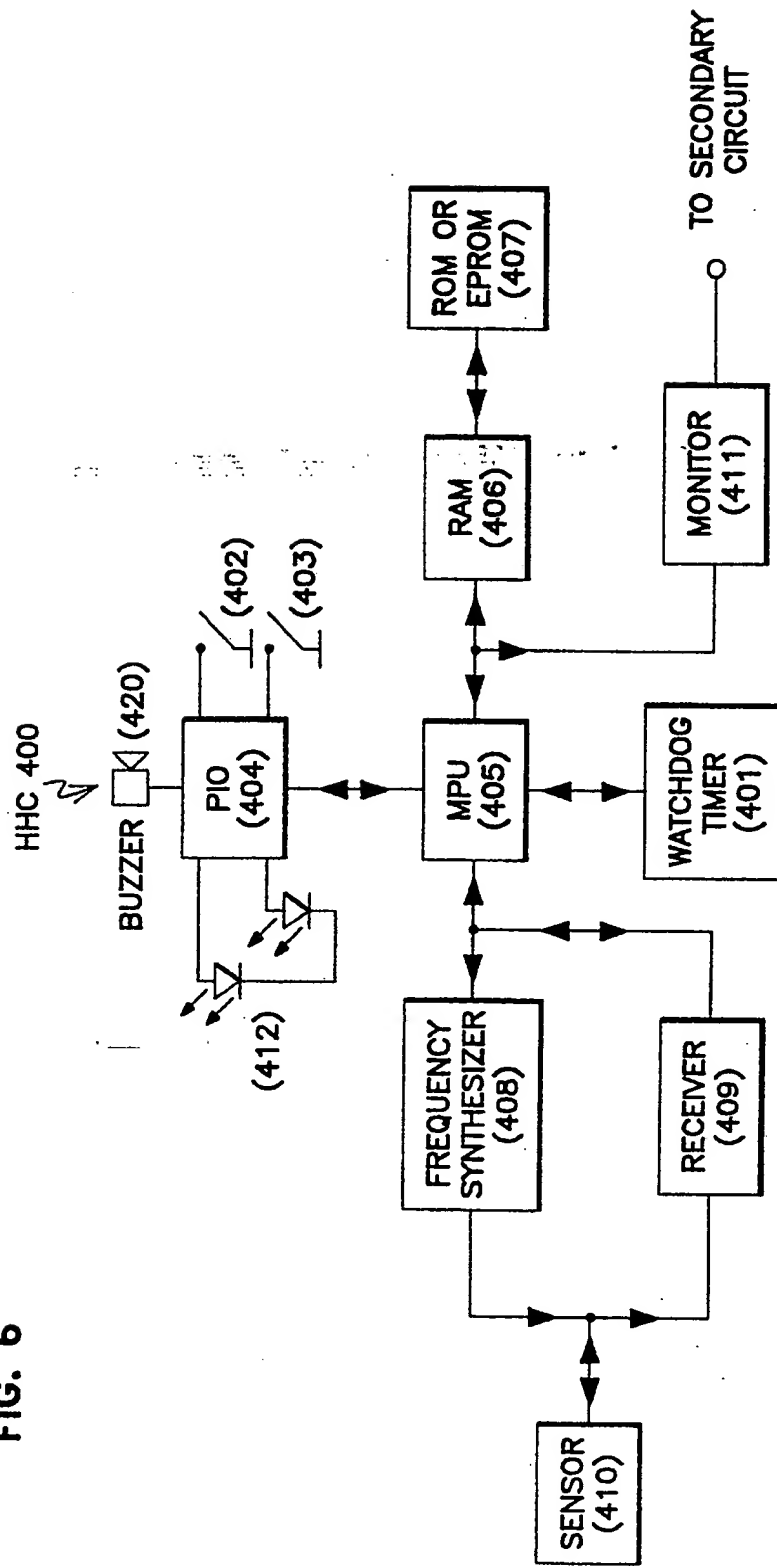 FIG. 6
HHC 400
BUZZER
(420)
PIO
(404)
(402)
(403)
(412)
FREQUENCY
SYNTHESIZER
(408)
MPU
(405)
RAM
(406)
ROM OR
EPROM
(407)
SENSOR
(410)
RECEIVER
(409)
WATCHDOG
TIMER
(401)
MONITOR
(411)
TO SECONDARY
CIRCUIT